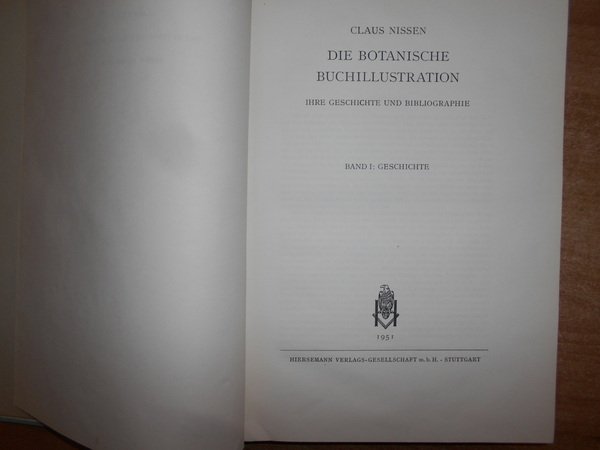 CLAUS NISSEN
DIE BOTANISCHE
BUCHILLUSTRATION
IHRE GESCHICHTE UND BIBLIOGRAPHIE
BAND I: GESCHICHTE
1951
HIERSEMANN VERLAGS-GESELLSCHAFT m. b. H. - STUTTGART